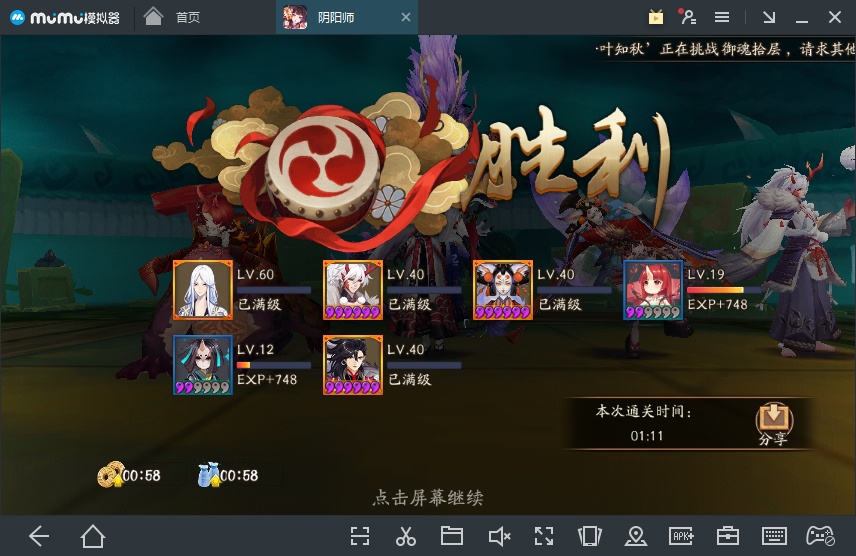 MuMu模拟器
首页
阴阳师
‘叶知秋’正在挑战御魂拾层，请求其他
胜利
LV.60
已满级
LV.40
已满级
LV.40
已满级
LV.19
EXP+748
LV.12
EXP+748
LV.40
已满级
本次通关时间：
01:11
分享
00:58
00:58
点击屏幕继续
APK+